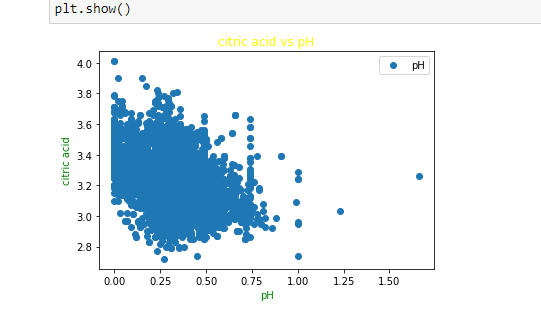 plt.show()
citric acid vs pH
pH
4.0
3.8
3.6
3.4
3.2
3.0
2.8
citric acid
0.00 0.25 0.50 0.75 1.00 1.25 1.50
pH